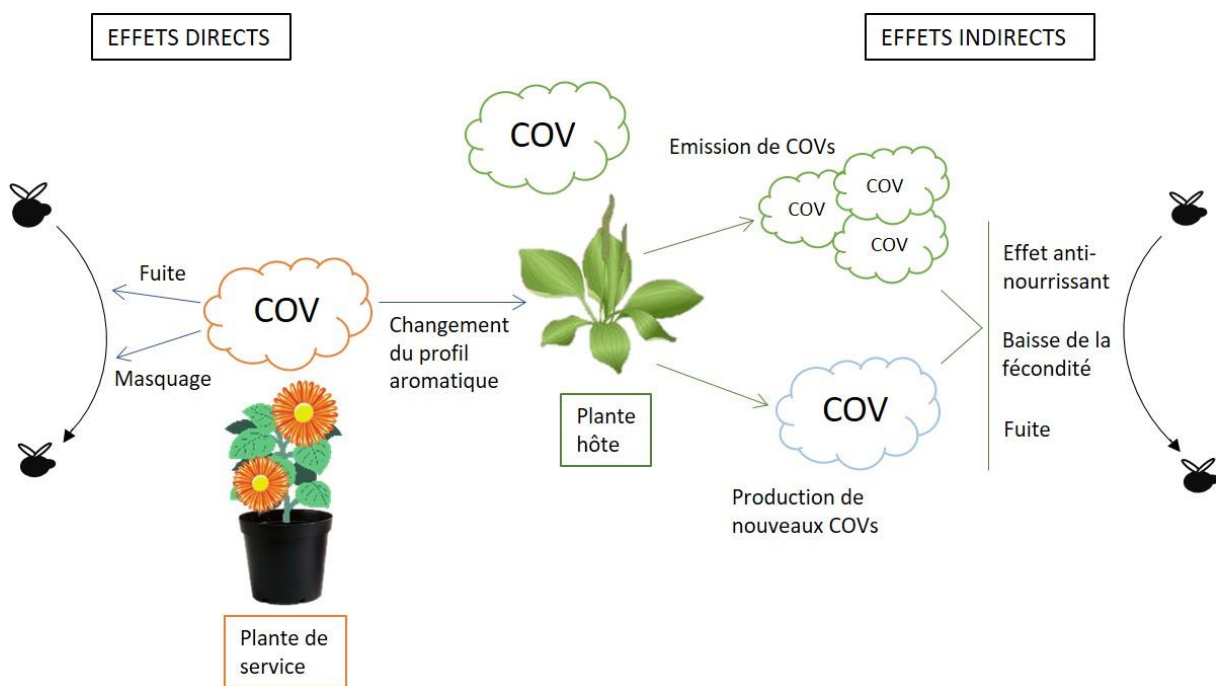 EFFETS DIRECTS
EFFETS INDIRECTS
COV
Emission de COVs
COV
COV
COV
Fuite
COV
Masquage
Changement
du profil
aromatique
Effet anti-
nourrissant
Baisse de la
fécondité
Fuite
Plante
hôte
COV
Production de
nouveaux COVs
Plante de
service